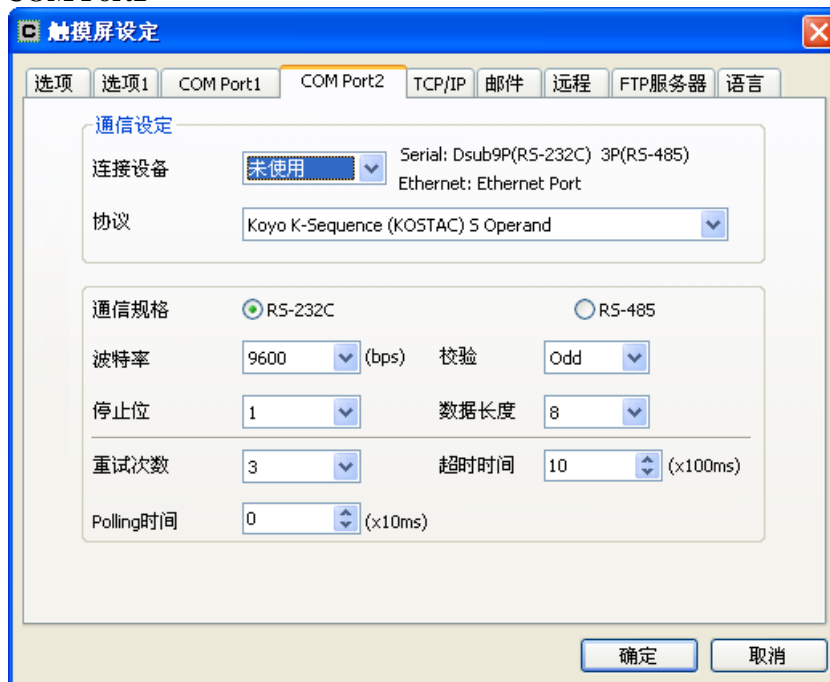 触摸屏设定
选项 选项1 COM Port1 COM Port2 TCP/IP 邮件 远程 FTP服务器 语言
通信设定
连接设备 未使用 Serial: Dsub9P(RS-232C) 3P(RS-485)
Ethernet: Ethernet Port
协议 Koyo K-Sequence (KOSTAC) S Operand
通信规格 RS-232C RS-485
波特率 9600 (bps) 校验 Odd
停止位 1 数据长度 8
重试次数 3 超时时间 10 (x100ms)
Polling时间 0 (x10ms)
确定 取消